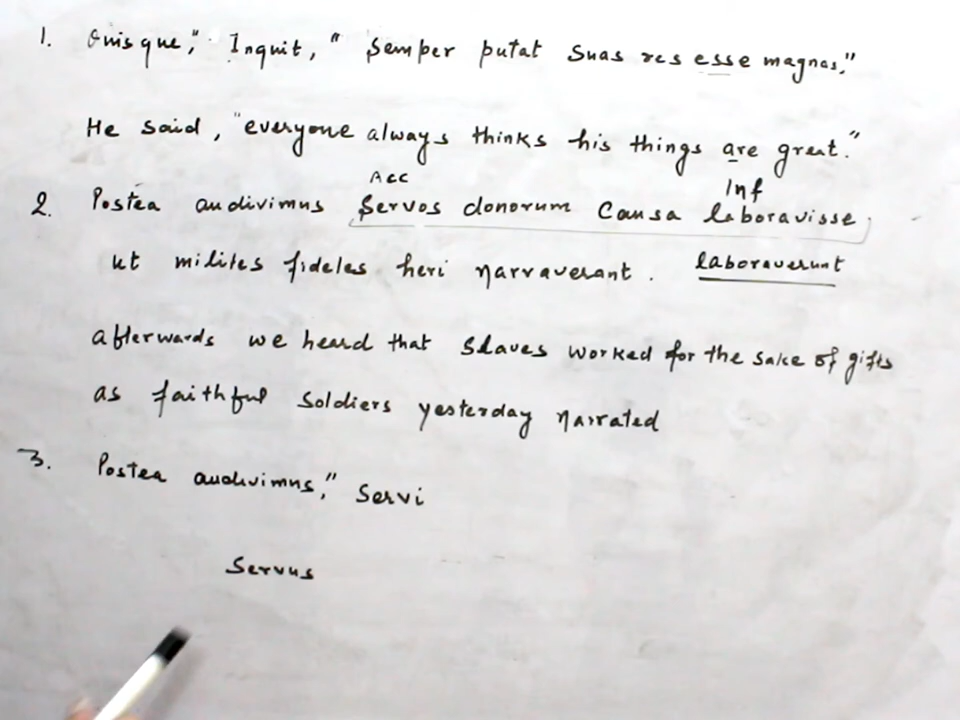 1. Quisque," Inquit, " semper putat suas res esse magnas,"
He said, "everyone always thinks his things are great."
Acc Inf
2. Postea audivimus servos donorum causa laboravisse,
ut milites fideles heri narraverant. laboraverunt
afterwards we heard that slaves worked for the sake of gifts
as faithful soldiers yesterday narrated
3. Postea audivimus," Servi
Servus